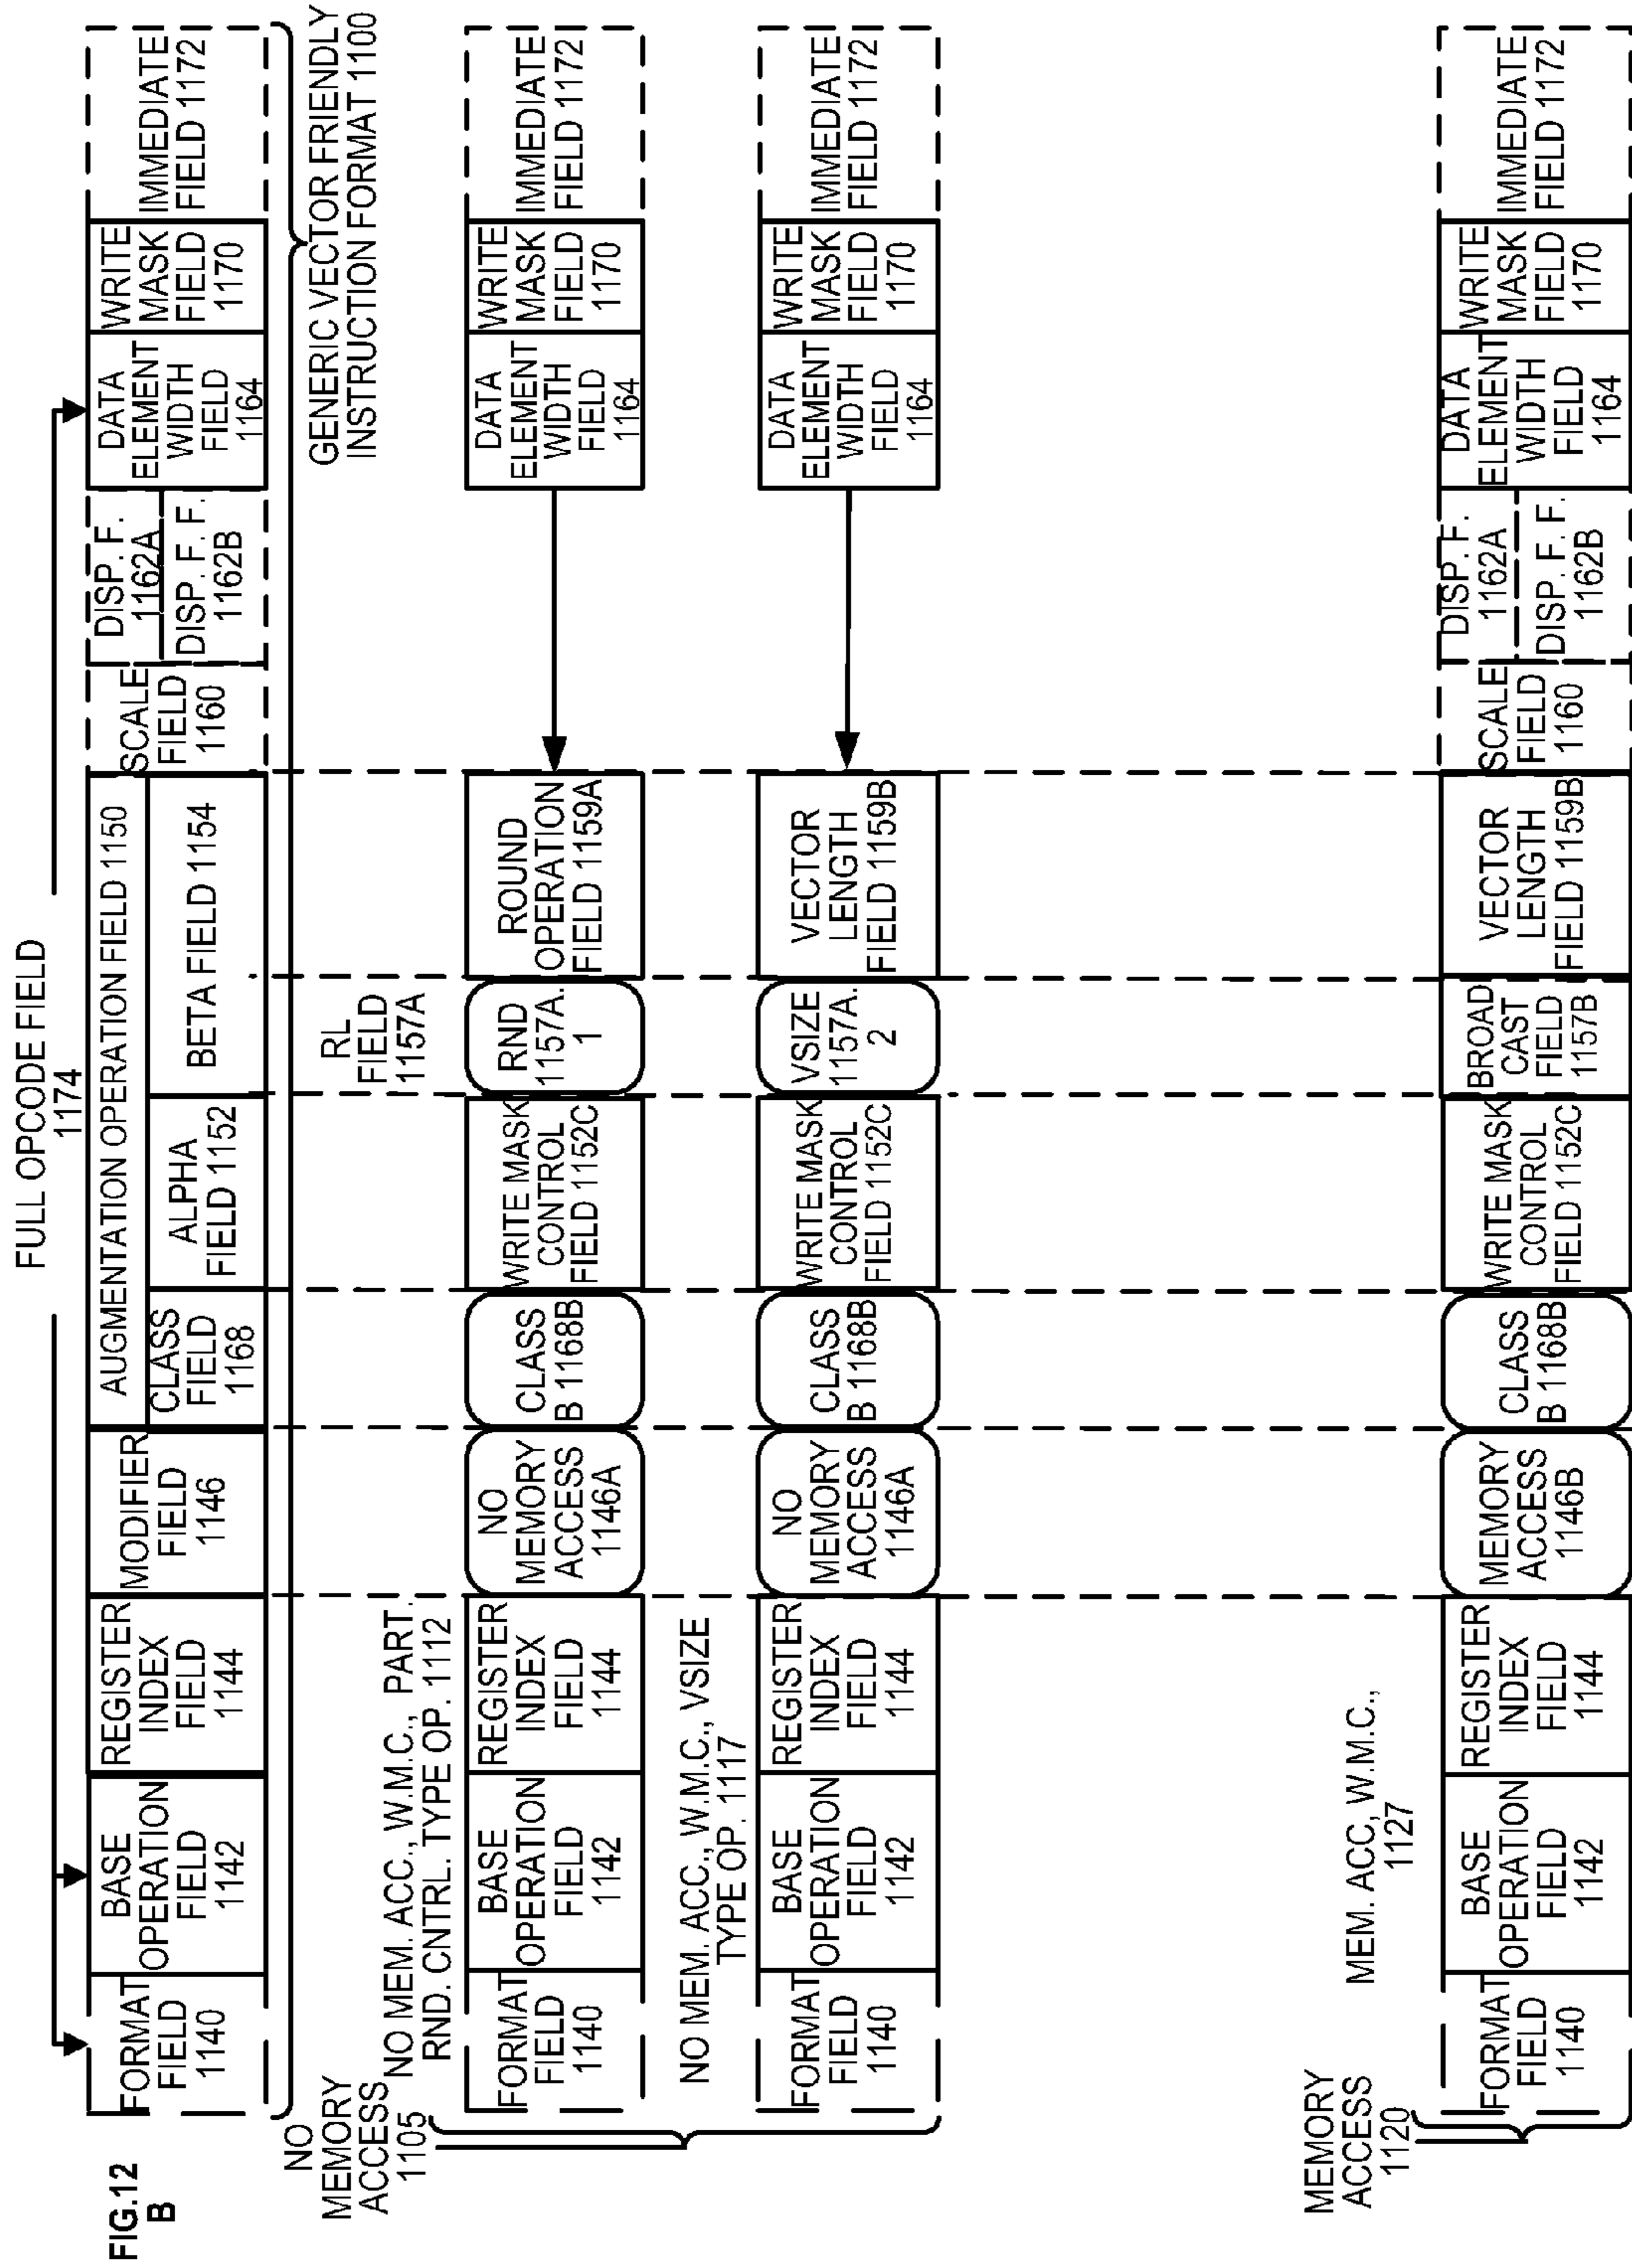 FIG.12
B
FULL OPCODE FIELD
1174
FORMAT
FIELD
1140
BASE
OPERATION
FIELD
1142
REGISTER
INDEX
FIELD
1144
MODIFIER
FIELD
1146
AUGMENTATION OPERATION FIELD 1150
CLASS
FIELD
1168
ALPHA
FIELD 1152
BETA FIELD 1154
SCALE
FIELD
1160
DISP. F.
1162A
DISP. F. F.
1162B
DATA
ELEMENT
WIDTH
FIELD
1164
WRITE
MASK
FIELD
1170
IMMEDIATE
FIELD 1172
GENERIC VECTOR FRIENDLY
INSTRUCTION FORMAT 1100
NO
MEMORY
ACCESS
1105
NO MEM. ACC., W.M.C., PART.
RND. CNTRL. TYPE OP. 1112
RL
FIELD
1157A
FORMAT
FIELD
1140
BASE
OPERATION
FIELD
1142
REGISTER
INDEX
FIELD
1144
NO
MEMORY
ACCESS
1146A
CLASS
B 1168B
WRITE MASK
CONTROL
FIELD 1152C
RND
1157A.
1
ROUND
OPERATION
FIELD 1159A
DATA
ELEMENT
WIDTH
FIELD
1164
WRITE
MASK
FIELD
1170
IMMEDIATE
FIELD 1172
NO MEM. ACC., W.M.C., VSIZE
TYPE OP. 1117
FORMAT
FIELD
1140
BASE
OPERATION
FIELD
1142
REGISTER
INDEX
FIELD
1144
NO
MEMORY
ACCESS
1146A
CLASS
B 1168B
WRITE MASK
CONTROL
FIELD 1152C
VSIZE
1157A.
2
VECTOR
LENGTH
FIELD 1159B
DATA
ELEMENT
WIDTH
FIELD
1164
WRITE
MASK
FIELD
1170
IMMEDIATE
FIELD 1172
MEMORY
ACCESS
1120
MEM. ACC, W.M.C.,
1127
FORMAT
FIELD
1140
BASE
OPERATION
FIELD
1142
REGISTER
INDEX
FIELD
1144
MEMORY
ACCESS
1146B
CLASS
B 1168B
WRITE MASK
CONTROL
FIELD 1152C
BROAD
CAST
FIELD
1157B
VECTOR
LENGTH
FIELD 1159B
SCALE
FIELD
1160
DISP. F.
1162A
DISP. F. F.
1162B
DATA
ELEMENT
WIDTH
FIELD
1164
WRITE
MASK
FIELD
1170
IMMEDIATE
FIELD 1172